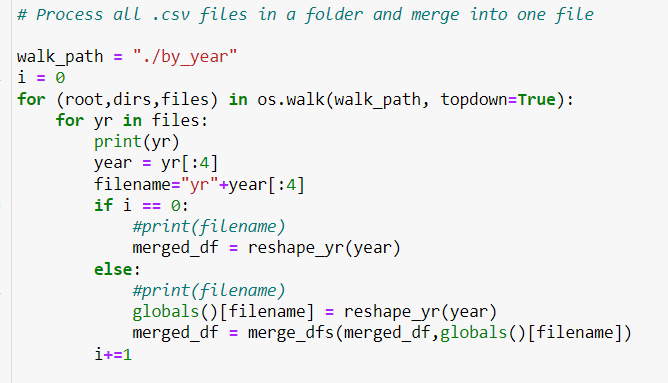 # Process all .csv files in a folder and merge into one file

walk_path = "./by_year"
i = 0
for (root,dirs,files) in os.walk(walk_path, topdown=True):
    for yr in files:
        print(yr)
        year = yr[:4]
        filename="yr"+year[:4]
        if i == 0:
            #print(filename)
            merged_df = reshape_yr(year)
        else:
            #print(filename)
            globals()[filename] = reshape_yr(year)
            merged_df = merge_dfs(merged_df,globals()[filename])
        i+=1